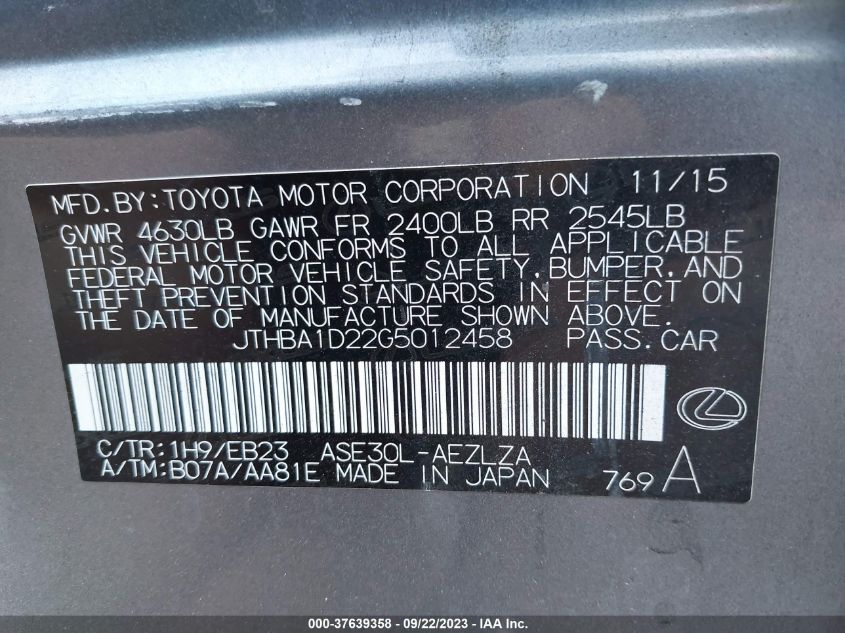 MFD.BY:TOYOTA MOTOR CORPORATION 11/15
GVWR 4630LB GAWR FR 2400LB RR 2545LB
THIS VEHICLE CONFORMS TO ALL APPLICABLE
FEDERAL MOTOR VEHICLE SAFETY,BUMPER,AND
THEFT PREVENTION STANDARDS IN EFFECT ON
THE DATE OF MANUFACTURE SHOWN ABOVE.
JTHBA1D22G5012458 PASS.CAR
C/TR:1H9/EB23 ASE30L-AEZLZA
A/TM:B07A/AA81E MADE IN JAPAN 769 A
000-37639358 - 09/22/2023 - IAA Inc.